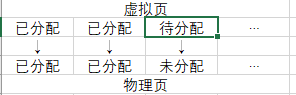 虚拟页
已分配 已分配 待分配 ...
↓ ↓ ↓
已分配 已分配 未分配 ...
物理页